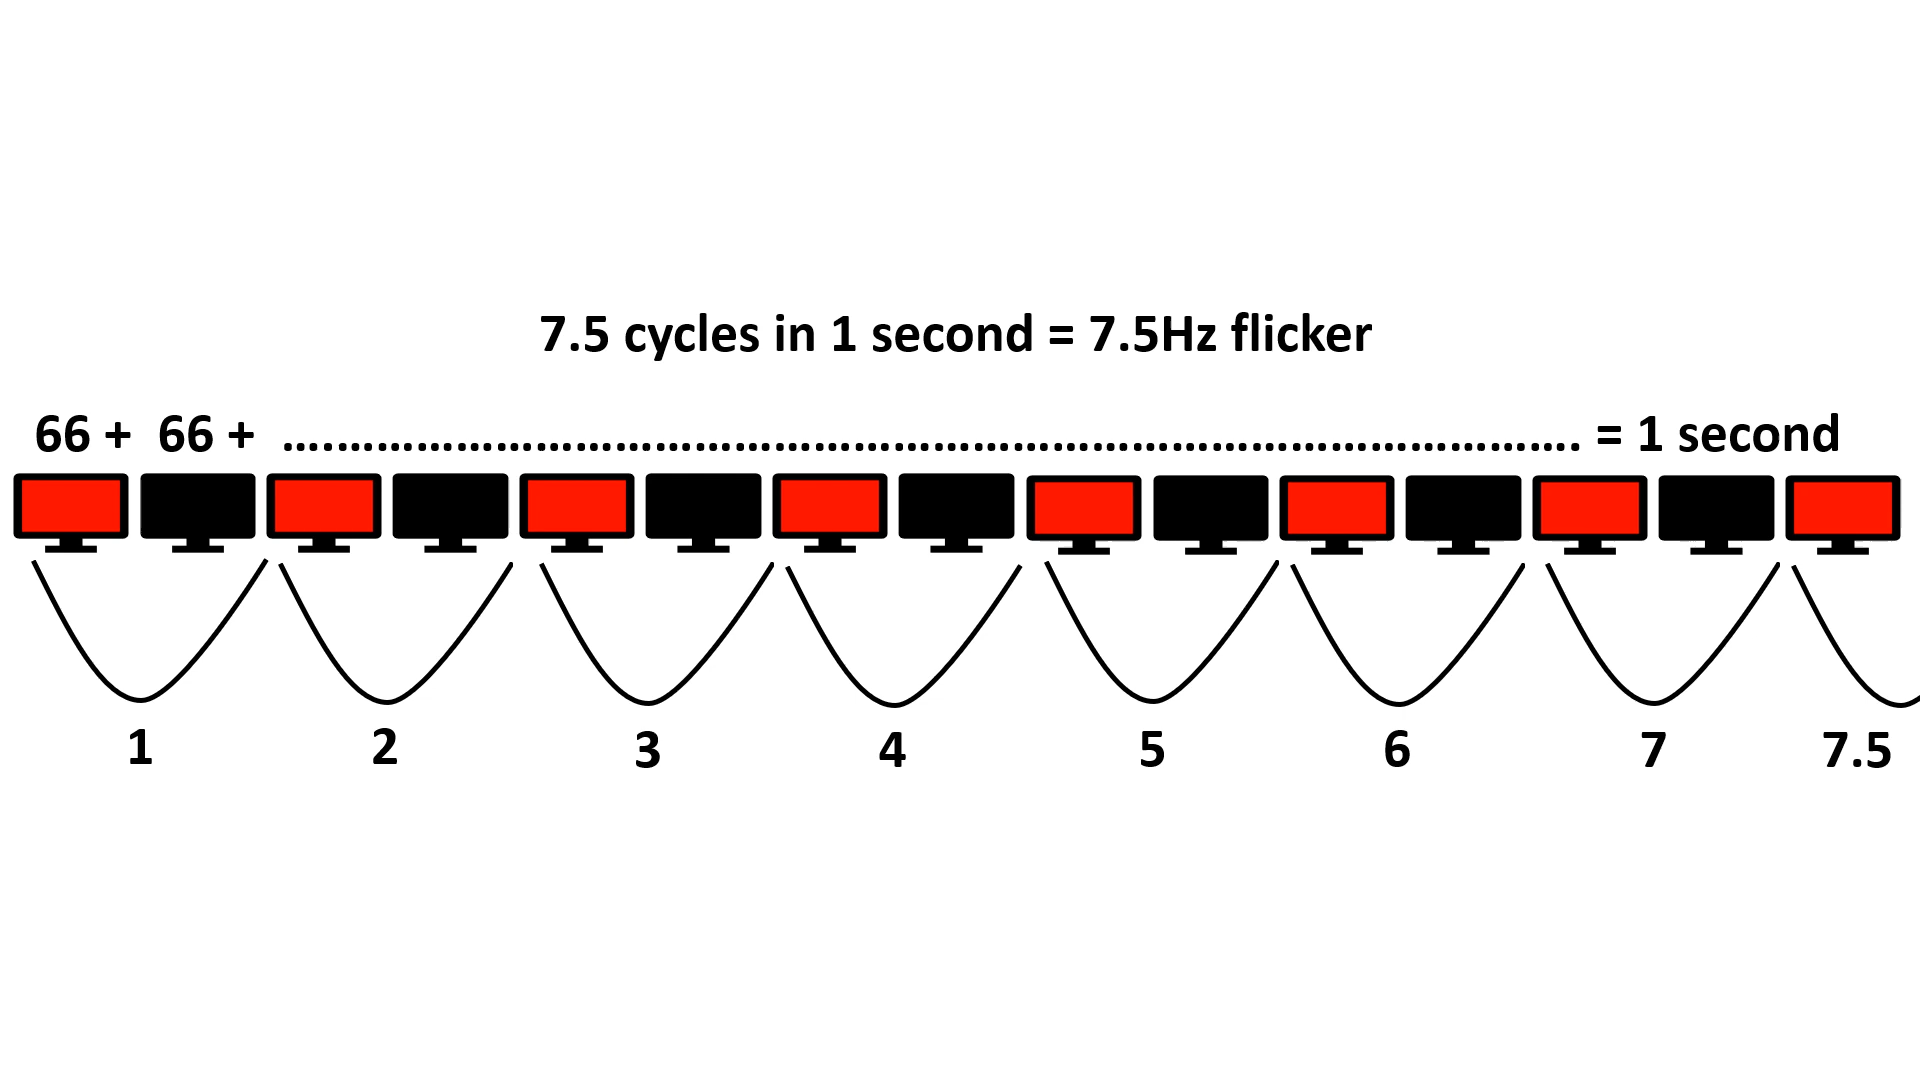 7.5 cycles in 1 second = 7.5Hz flicker
66 + 66 + ................................................................................................. = 1 second
1 2 3 4 5 6 7 7.5